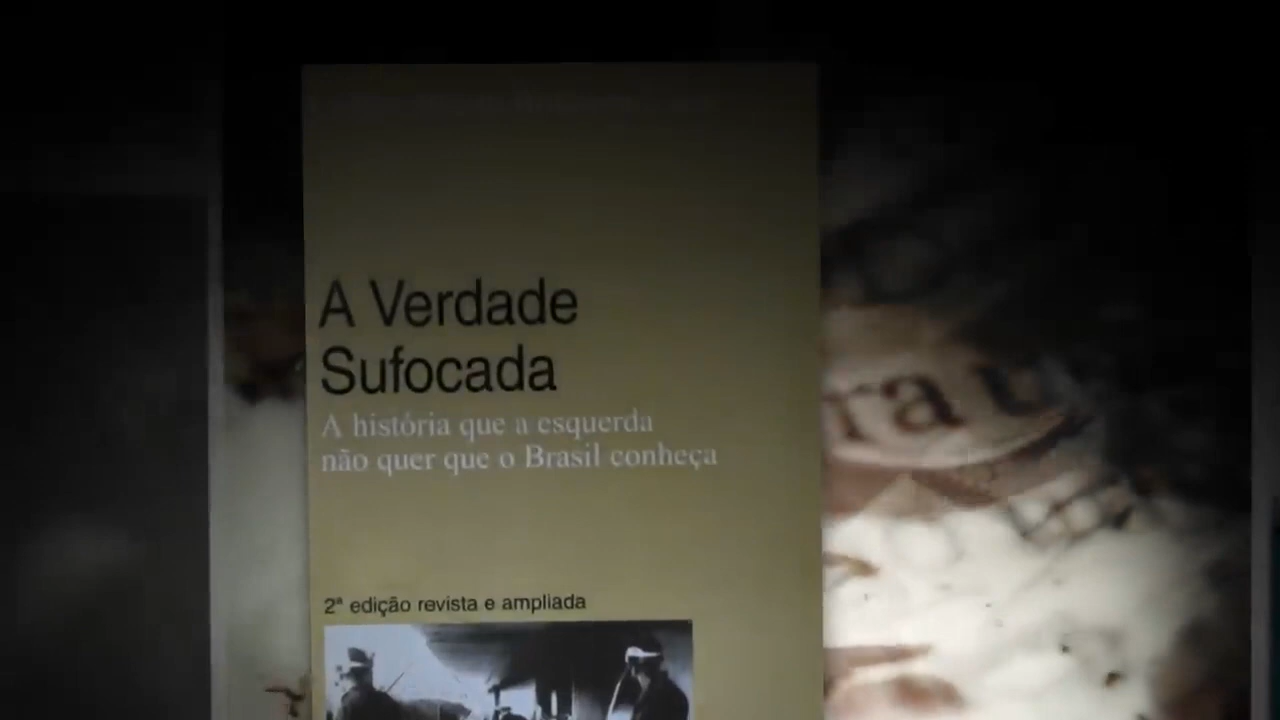 A Verdade
Sufocada
A história que a esquerda
não quer que o Brasil conheça
2ª edição revista e ampliada